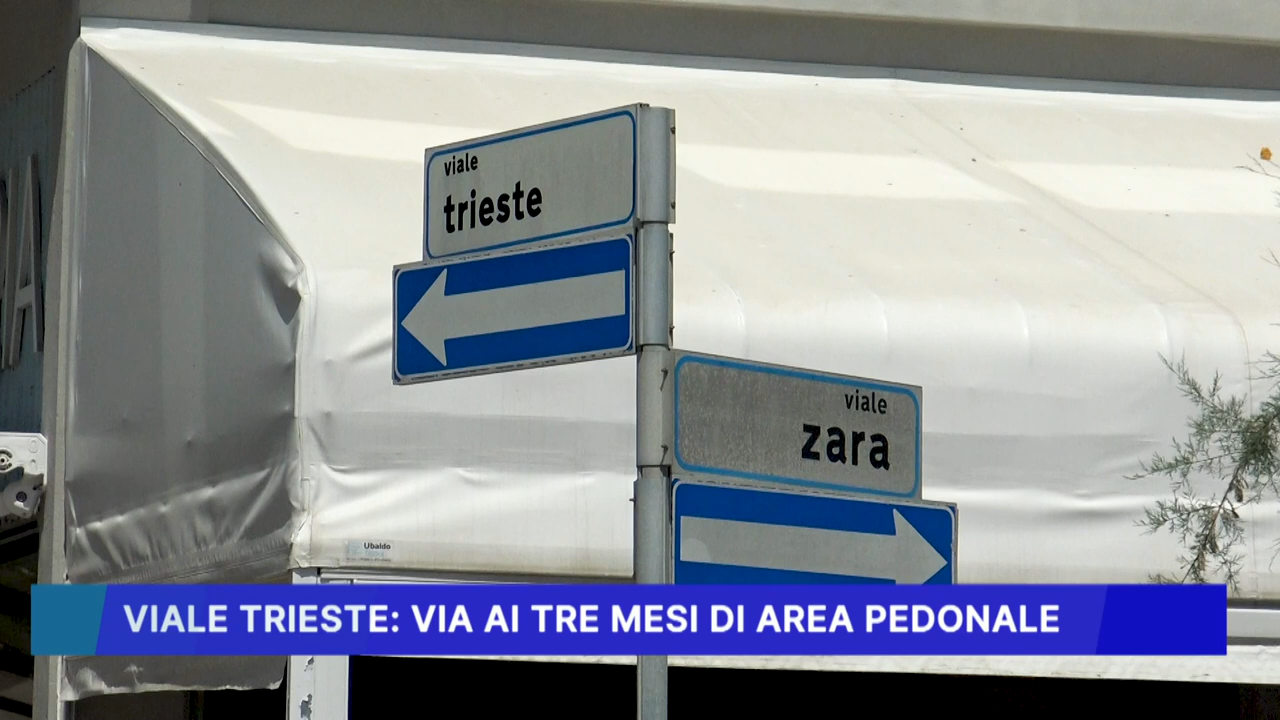 viale
trieste
viale
zara
Ubaldo
VIALE TRIESTE: VIA AI TRE MESI DI AREA PEDONALE